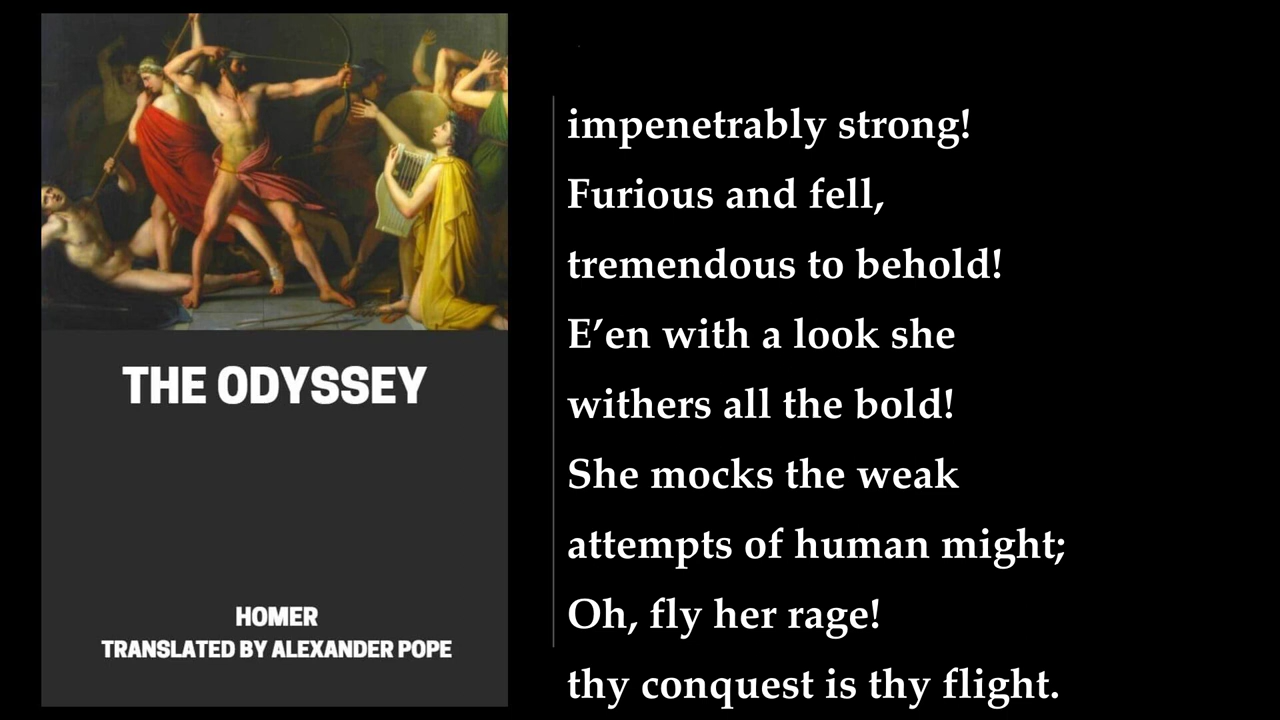 THE ODYSSEY
HOMER
TRANSLATED BY ALEXANDER POPE
impenetrably strong!
Furious and fell,
tremendous to behold!
E’en with a look she
withers all the bold!
She mocks the weak
attempts of human might;
Oh, fly her rage!
thy conquest is thy flight.